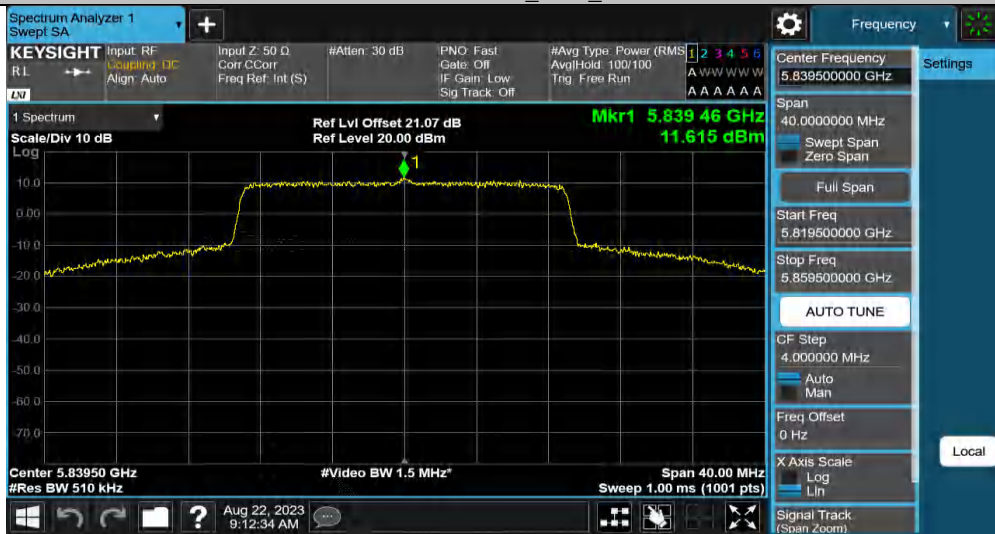 Spectrum Analyzer 1
Swept SA
+
Frequency
KEYSIGHT
RL
LXI
Input: RF
Coupling: DC
Align: Auto
Input Z: 50 Ω
Corr CCorr
Freq Ref: Int (S)
#Atten: 30 dB
PNO: Fast
Gate: Off
IF Gain: Low
Sig Track: Off
#Avg Type: Power (RMS
Avg|Hold: 100/100
Trig: Free Run
1 2 3 4 5 6
A W W W W W
A A A A A A
1 Spectrum
Scale/Div 10 dB
Log
Ref Lvl Offset 21.07 dB
Ref Level 20.00 dBm
Mkr1 5.839 46 GHz
11.615 dBm
1
10.0
0.00
-10.0
-20.0
-30.0
-40.0
-50.0
-60.0
-70.0
Center 5.83950 GHz
#Res BW 510 kHz
#Video BW 1.5 MHz*
Span 40.00 MHz
Sweep 1.00 ms (1001 pts)
Center Frequency
5.839500000 GHz
Span
40.0000000 MHz
Swept Span
Zero Span
Full Span
Start Freq
5.819500000 GHz
Stop Freq
5.859500000 GHz
AUTO TUNE
CF Step
4.000000 MHz
Auto
Man
Freq Offset
0 Hz
X Axis Scale
Log
Lin
Signal Track
(Span Zoom)
Settings
Local
?
Aug 22, 2023
9:12:34 AM